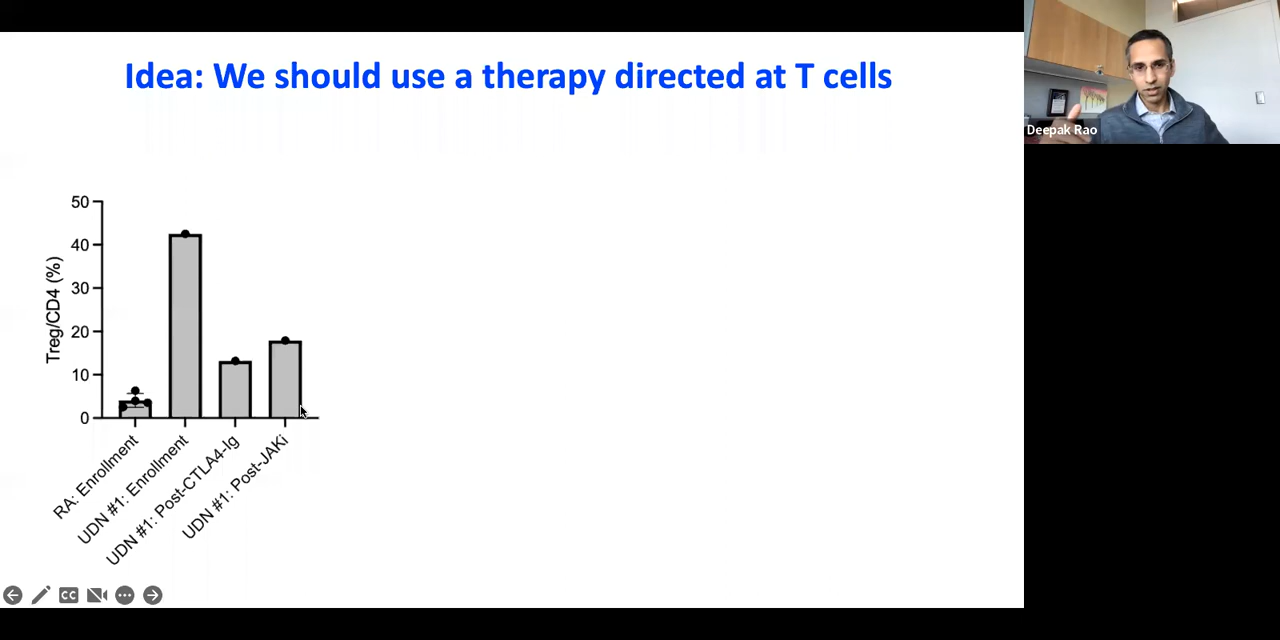 Idea: We should use a therapy directed at T cells
Deepak Rao
Treg/CD4 (%)
50
40
30
20
10
0
RA: Enrollment
UDN #1: Enrollment
UDN #1: Post-CTLA4-Ig
UDN #1: Post-JAKi
CC